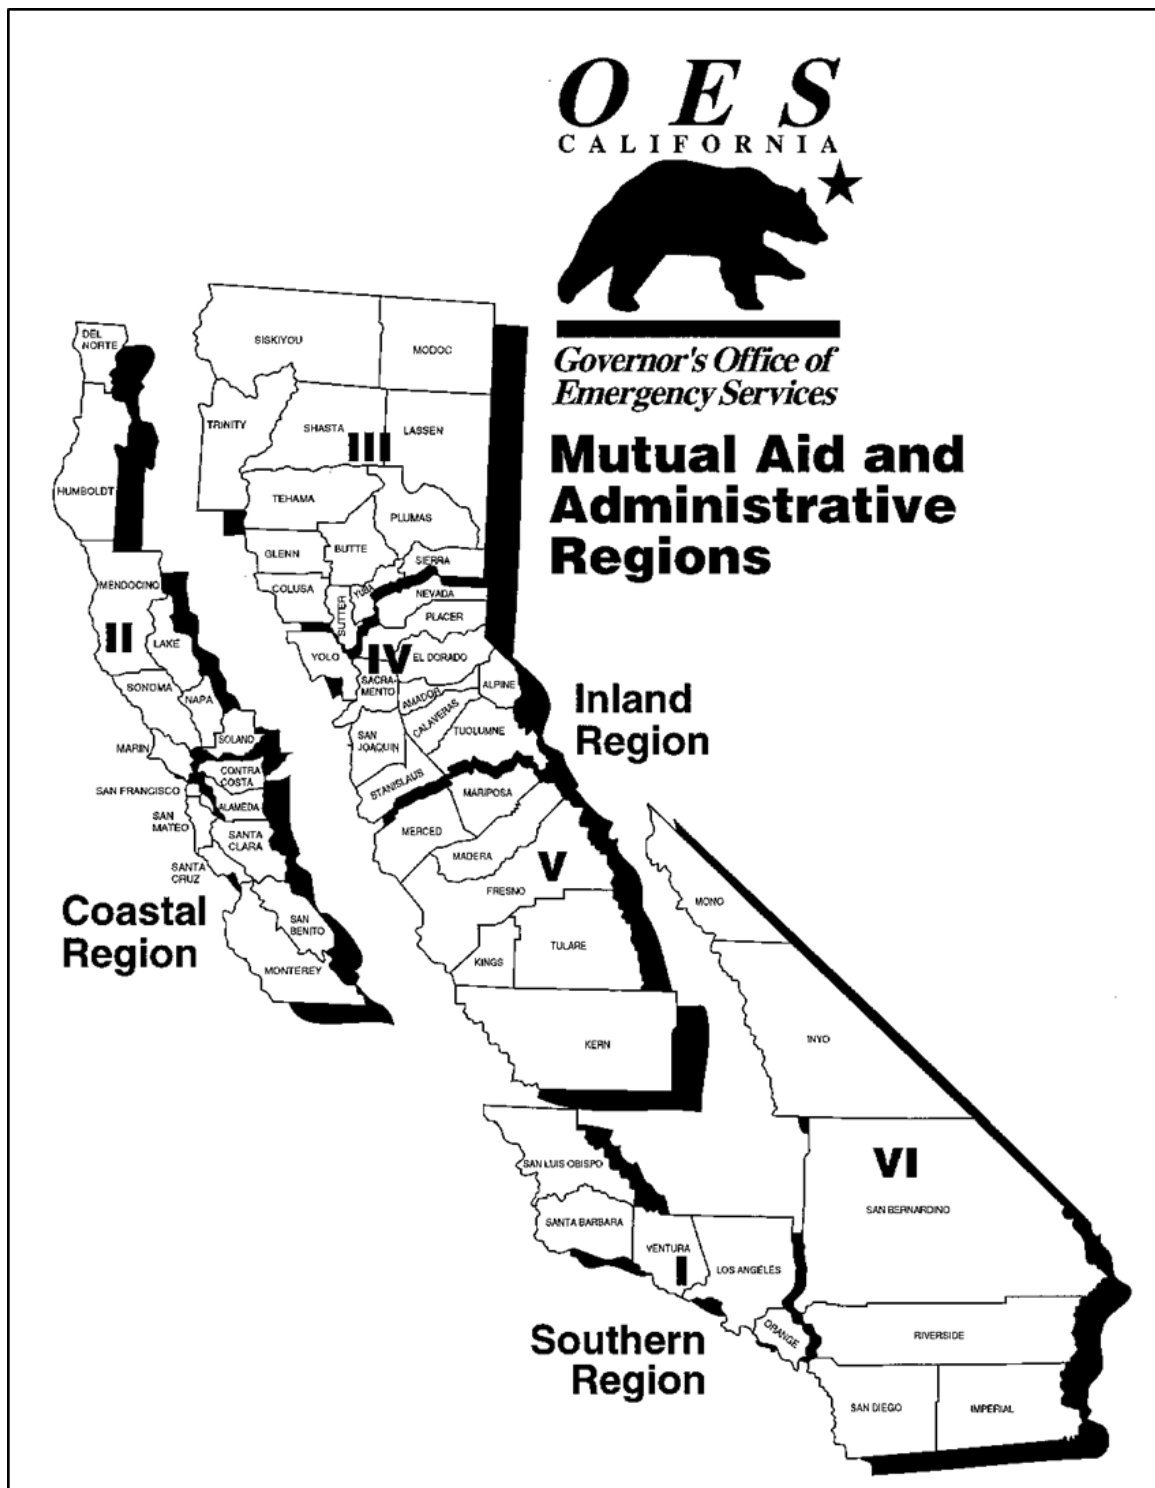 OES
CALIFORNIA
Governor's Office of
Emergency Services
Mutual Aid and
Administrative
Regions
DEL
NORTE
HUMBOLDT
MENDOCINO
II
LAKE
SONOMA
NAPA
MARIN
SOLANO
CONTRA
COSTA
SAN FRANCISCO
ALAMEDA
SAN
MATEO
SANTA
CLARA
SANTA
CRUZ
SAN
BENITO
MONTEREY
Coastal
Region
SISKIYOU
MODOC
TRINITY
SHASTA
III
LASSEN
TEHAMA
PLUMAS
GLENN
BUTTE
SIERRA
COLUSA
SUTTER
YUBA
NEVADA
PLACER
YOLO
IV
EL DORADO
SACRA-
MENTO
AMADOR
ALPINE
CALAVERAS
TUOLUMNE
SAN
JOAQUIN
STANISLAUS
MARIPOSA
MERCED
MADERA
V
FRESNO
TULARE
KINGS
KERN
Inland
Region
MONO
INYO
VI
SAN BERNARDINO
SAN LUIS OBISPO
SANTA BARBARA
VENTURA
I
LOS ANGELES
ORANGE
RIVERSIDE
SAN DIEGO
IMPERIAL
Southern
Region